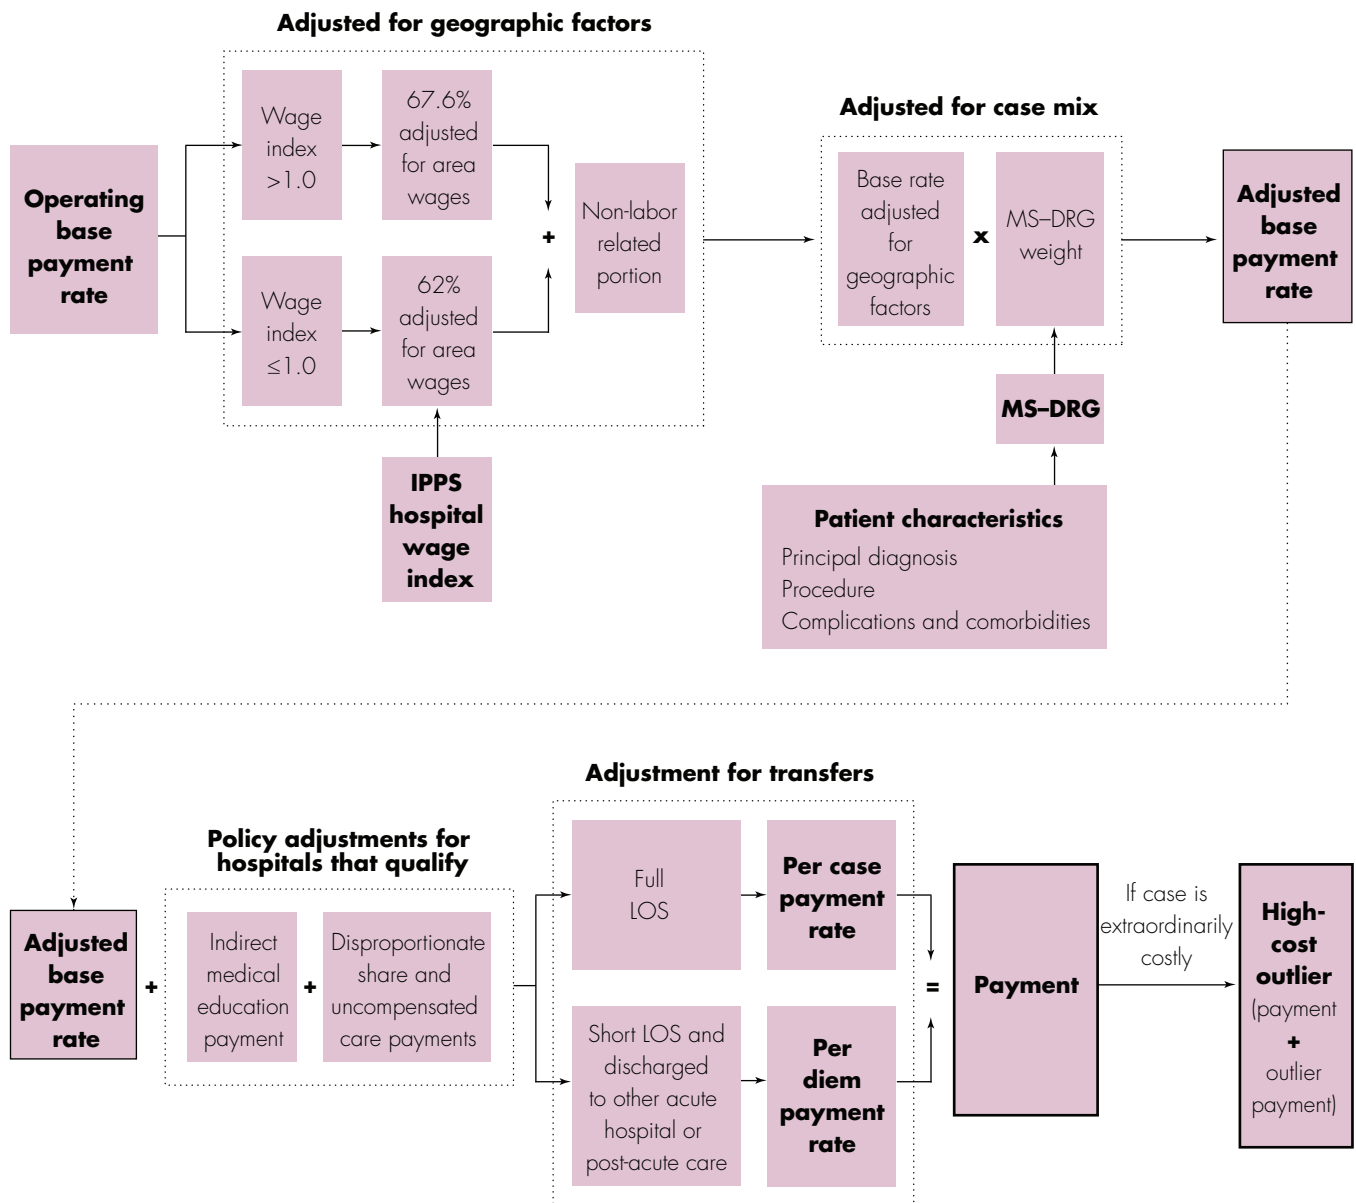 Adjusted for geographic factors
Operating
base
payment
rate
Wage
index
>1.0
67.6%
adjusted
for area
wages
Wage
index
≤1.0
62%
adjusted
for area
wages
+
Non-labor
related
portion
IPPS
hospital
wage
index
Adjusted for case mix
Base rate
adjusted
for
geographic
factors
x
MS–DRG
weight
MS–DRG
Patient characteristics
Principal diagnosis
Procedure
Complications and comorbidities
Adjusted
base
payment
rate
Adjusted
base
payment
rate
+
Policy adjustments for
hospitals that qualify
Indirect
medical
education
payment
+
Disproportionate
share and
uncompensated
care payments
Adjustment for transfers
Full
LOS
Per case
payment
rate
Short LOS and
discharged
to other acute
hospital or
post-acute care
Per
diem
payment
rate
=
Payment
If case is
extraordinarily
costly
High-
cost
outlier
(payment
+
outlier
payment)